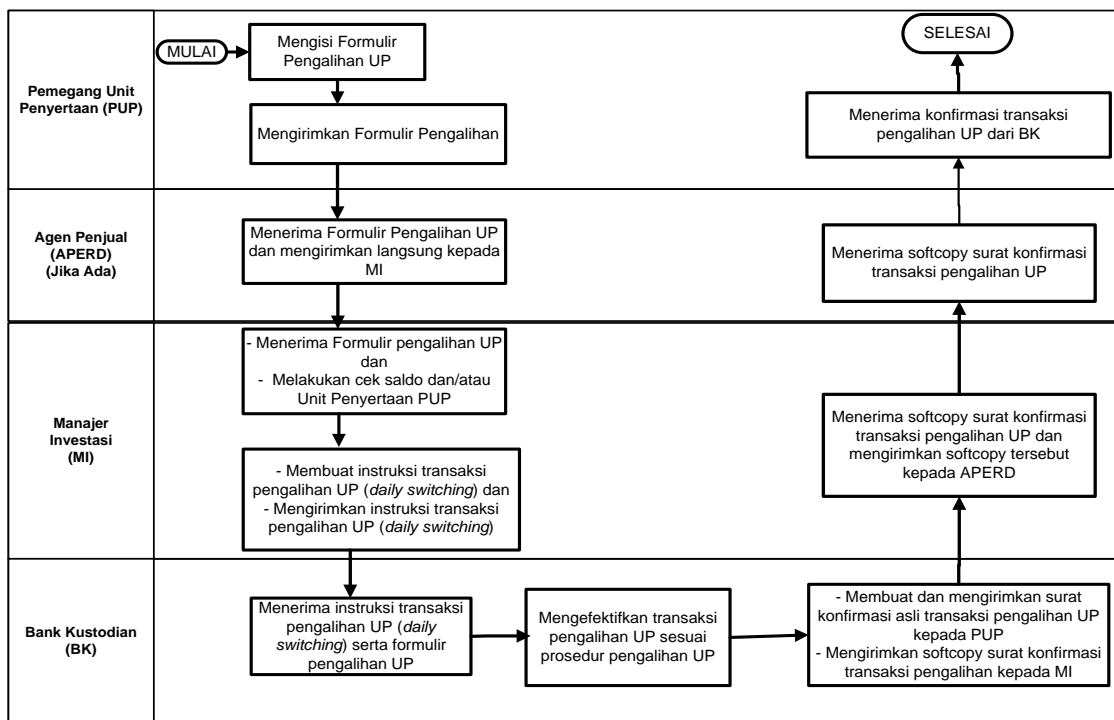 Pemegang Unit
Penyertaan (PUP)
MULAI
Mengisi Formulir
Pengalihan UP
Mengirimkan Formulir Pengalihan
SELESAI
Menerima konfirmasi transaksi
pengalihan UP dari BK
Agen Penjual
(APERD)
(Jika Ada)
Menerima Formulir Pengalihan UP
dan mengirimkan langsung kepada
MI
Menerima softcopy surat konfirmasi
transaksi pengalihan UP
Manajer
Investasi
(MI)
- Menerima Formulir pengalihan UP
dan
- Melakukan cek saldo dan/atau
Unit Penyertaan PUP
- Membuat instruksi transaksi
pengalihan UP (daily switching) dan
- Mengirimkan instruksi transaksi
pengalihan UP (daily switching)
Menerima softcopy surat konfirmasi
transaksi pengalihan UP dan
mengirimkan softcopy tersebut
kepada APERD
Bank Kustodian
(BK)
Menerima instruksi transaksi
pengalihan UP (daily
switching) serta formulir
pengalihan UP
Mengefektifkan transaksi
pengalihan UP sesuai
prosedur pengalihan UP
- Membuat dan mengirimkan surat
konfirmasi asli transaksi pengalihan UP
kepada PUP
- Mengirimkan softcopy surat konfirmasi
transaksi pengalihan kepada MI